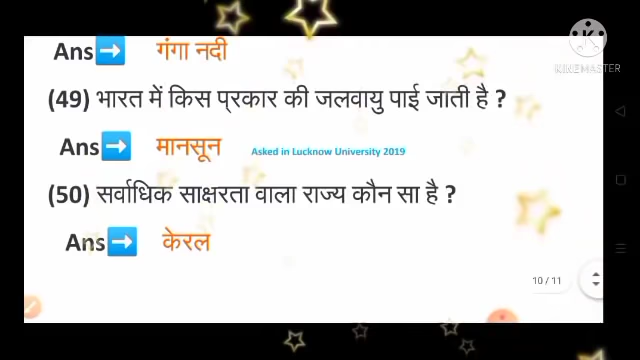 Ans➡ गंगा नदी
(49) भारत में किस प्रकार की जलवायु पाई जाती है ?
Ans➡ मानसून Asked in Lucknow University 2019
(50) सर्वाधिक साक्षरता वाला राज्य कौन सा है ?
Ans➡ केरल
10 / 11
KINEMASTER